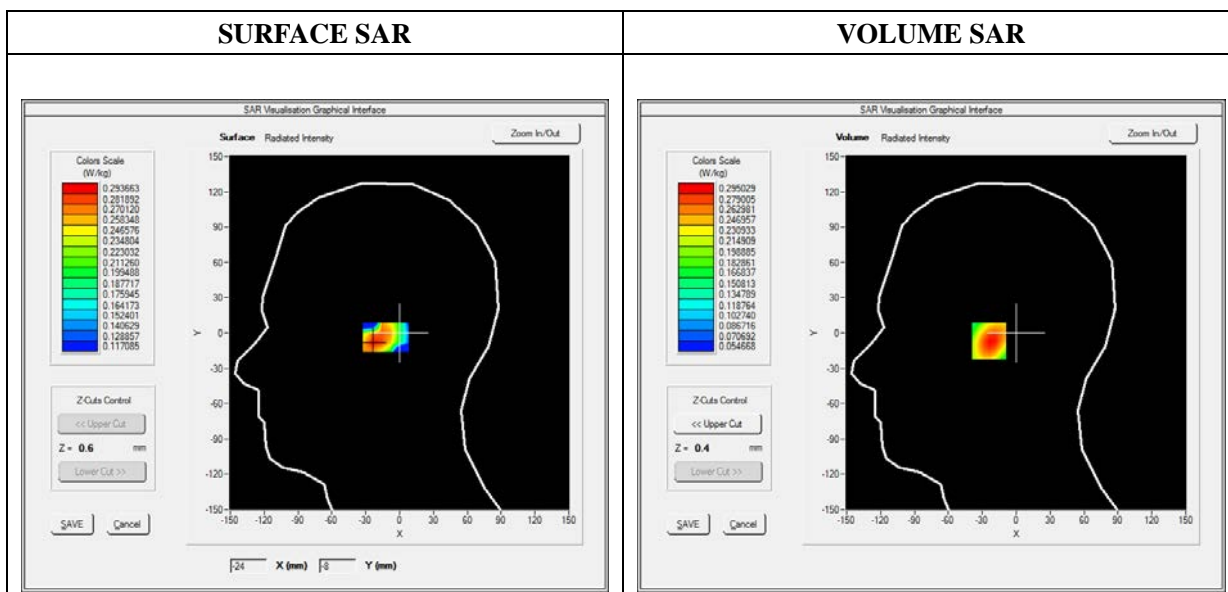 SURFACE SAR
VOLUME SAR
SAR Visualisation Graphical Interface
Surface Radiated Intensity
Zoom In/Out
Colors Scale
(W/kg)
0.293663
0.281892
0.270120
0.258348
0.246576
0.234804
0.223032
0.211260
0.199488
0.187717
0.175945
0.164173
0.152401
0.140629
0.128857
0.117085
150
120
90
60
30
0
-30
-60
-90
-120
-150
Y
-150 -120 -90 -60 -30 0 30 60 90 120 150
X
Z-Cuts Control
<< Upper Cut
Z = 0.6 mm
Lower Cut >>
SAVE Cancel
-24 X (mm) -8 Y (mm)
SAR Visualisation Graphical Interface
Volume Radiated Intensity
Zoom In/Out
Colors Scale
(W/kg)
0.295029
0.279005
0.262981
0.246957
0.230933
0.214909
0.198885
0.182861
0.166837
0.150813
0.134789
0.118764
0.102740
0.086716
0.070692
0.054668
150
120
90
60
30
0
-30
-60
-90
-120
-150
Y
-150 -120 -90 -60 -30 0 30 60 90 120 150
X
Z-Cuts Control
<< Upper Cut
Z = 0.4 mm
Lower Cut >>
SAVE Cancel